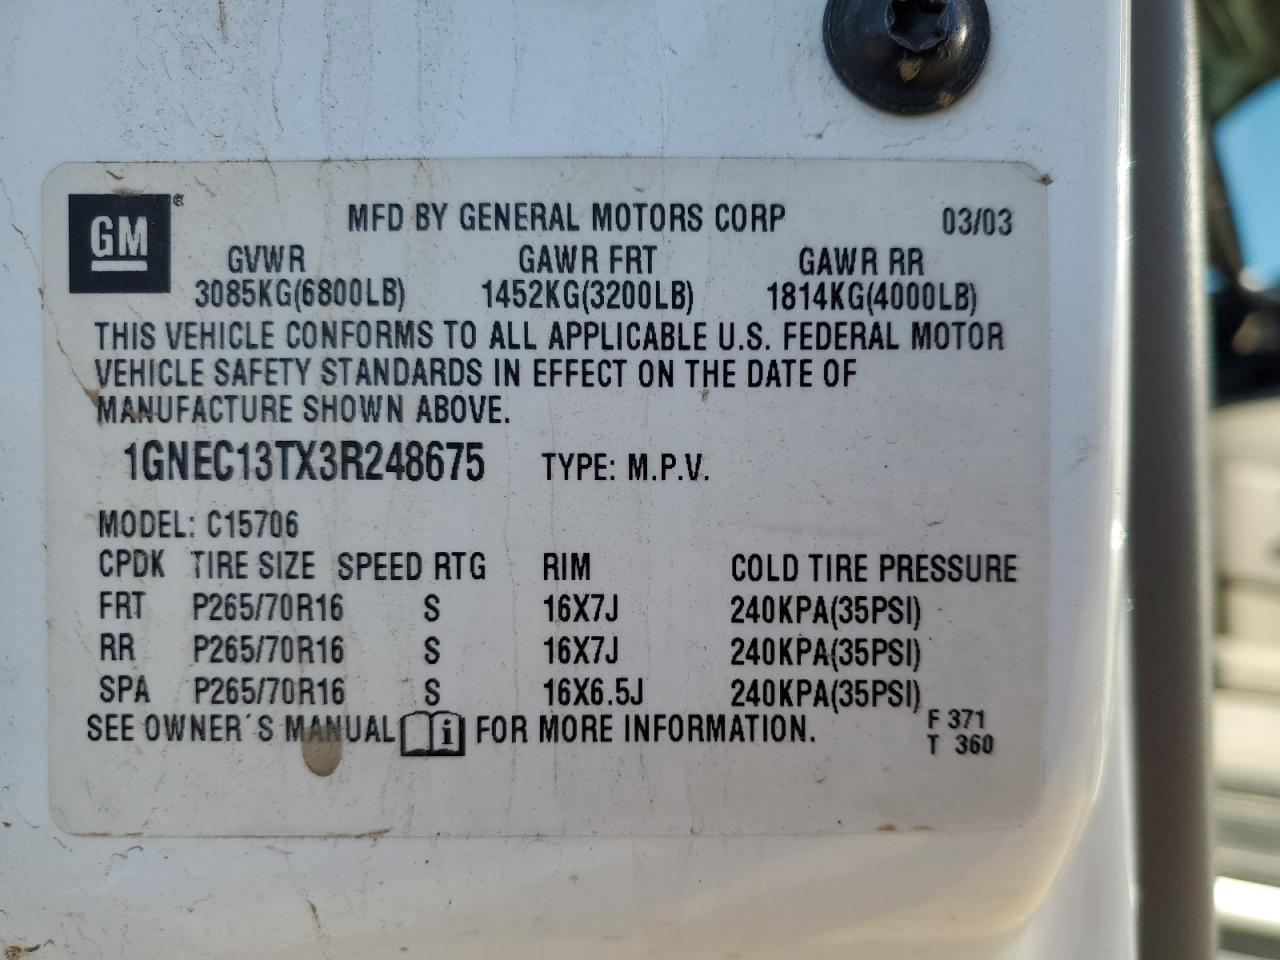 GM®
MFD BY GENERAL MOTORS CORP 03/03
GVWR GAWR FRT GAWR RR
3085KG(6800LB) 1452KG(3200LB) 1814KG(4000LB)
THIS VEHICLE CONFORMS TO ALL APPLICABLE U.S. FEDERAL MOTOR
VEHICLE SAFETY STANDARDS IN EFFECT ON THE DATE OF
MANUFACTURE SHOWN ABOVE.
1GNEC13TX3R248675 TYPE: M.P.V.
MODEL: C15706
CPDK TIRE SIZE SPEED RTG RIM COLD TIRE PRESSURE
FRT P265/70R16 S 16X7J 240KPA(35PSI)
RR P265/70R16 S 16X7J 240KPA(35PSI)
SPA P265/70R16 S 16X6.5J 240KPA(35PSI)
SEE OWNER´S MANUAL i FOR MORE INFORMATION.
F 371
T 360